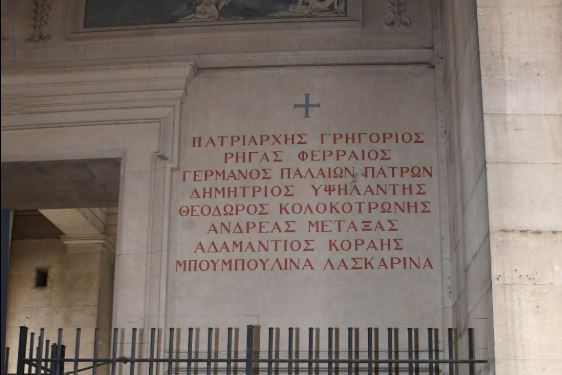 ΠΑΤΡΙΑΡΧΗΣ ΓΡΗΓΟΡΙΟΣ
ΡΗΓΑΣ ΦΕΡΡΑΙΟΣ
ΓΕΡΜΑΝΟΣ ΠΑΛΑΙΩΝ ΠΑΤΡΩΝ
ΔΗΜΗΤΡΙΟΣ ΥΨΗΛΑΝΤΗΣ
ΘΕΟΔΩΡΟΣ ΚΟΛΟΚΟΤΡΩΝΗΣ
ΑΝΔΡΕΑΣ ΜΕΤΑΞΑΣ
ΑΔΑΜΑΝΤΙΟΣ ΚΟΡΑΗΣ
ΜΠΟΥΜΠΟΥΛΙΝΑ ΛΑΣΚΑΡΙΝΑ